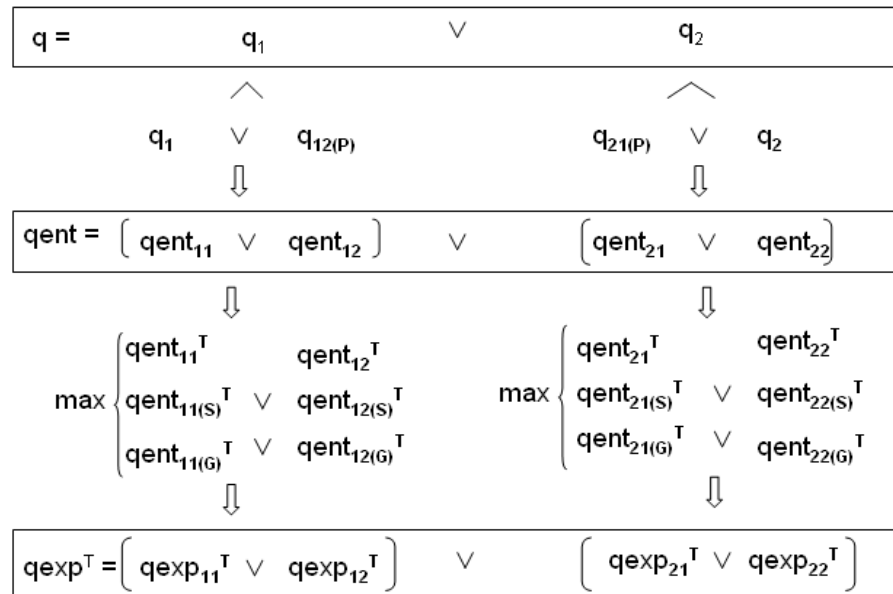 q = q₁ ∨ q₂
q₁ ∨ q₁₂₍P₎ q₂₁₍P₎ ∨ q₂
qent = ( qent₁₁ ∨ qent₁₂ ) ∨ ( qent₂₁ ∨ qent₂₂ )
qent₁₁ᵀ qent₁₂ᵀ qent₂₁ᵀ qent₂₂ᵀ
max { qent₁₁₍S₎ᵀ ∨ qent₁₂₍S₎ᵀ max { qent₂₁₍S₎ᵀ ∨ qent₂₂₍S₎ᵀ
qent₁₁₍G₎ᵀ ∨ qent₁₂₍G₎ᵀ qent₂₁₍G₎ᵀ ∨ qent₂₂₍G₎ᵀ
qexpᵀ = ( qexp₁₁ᵀ ∨ qexp₁₂ᵀ ) ∨ ( qexp₂₁ᵀ ∨ qexp₂₂ᵀ )